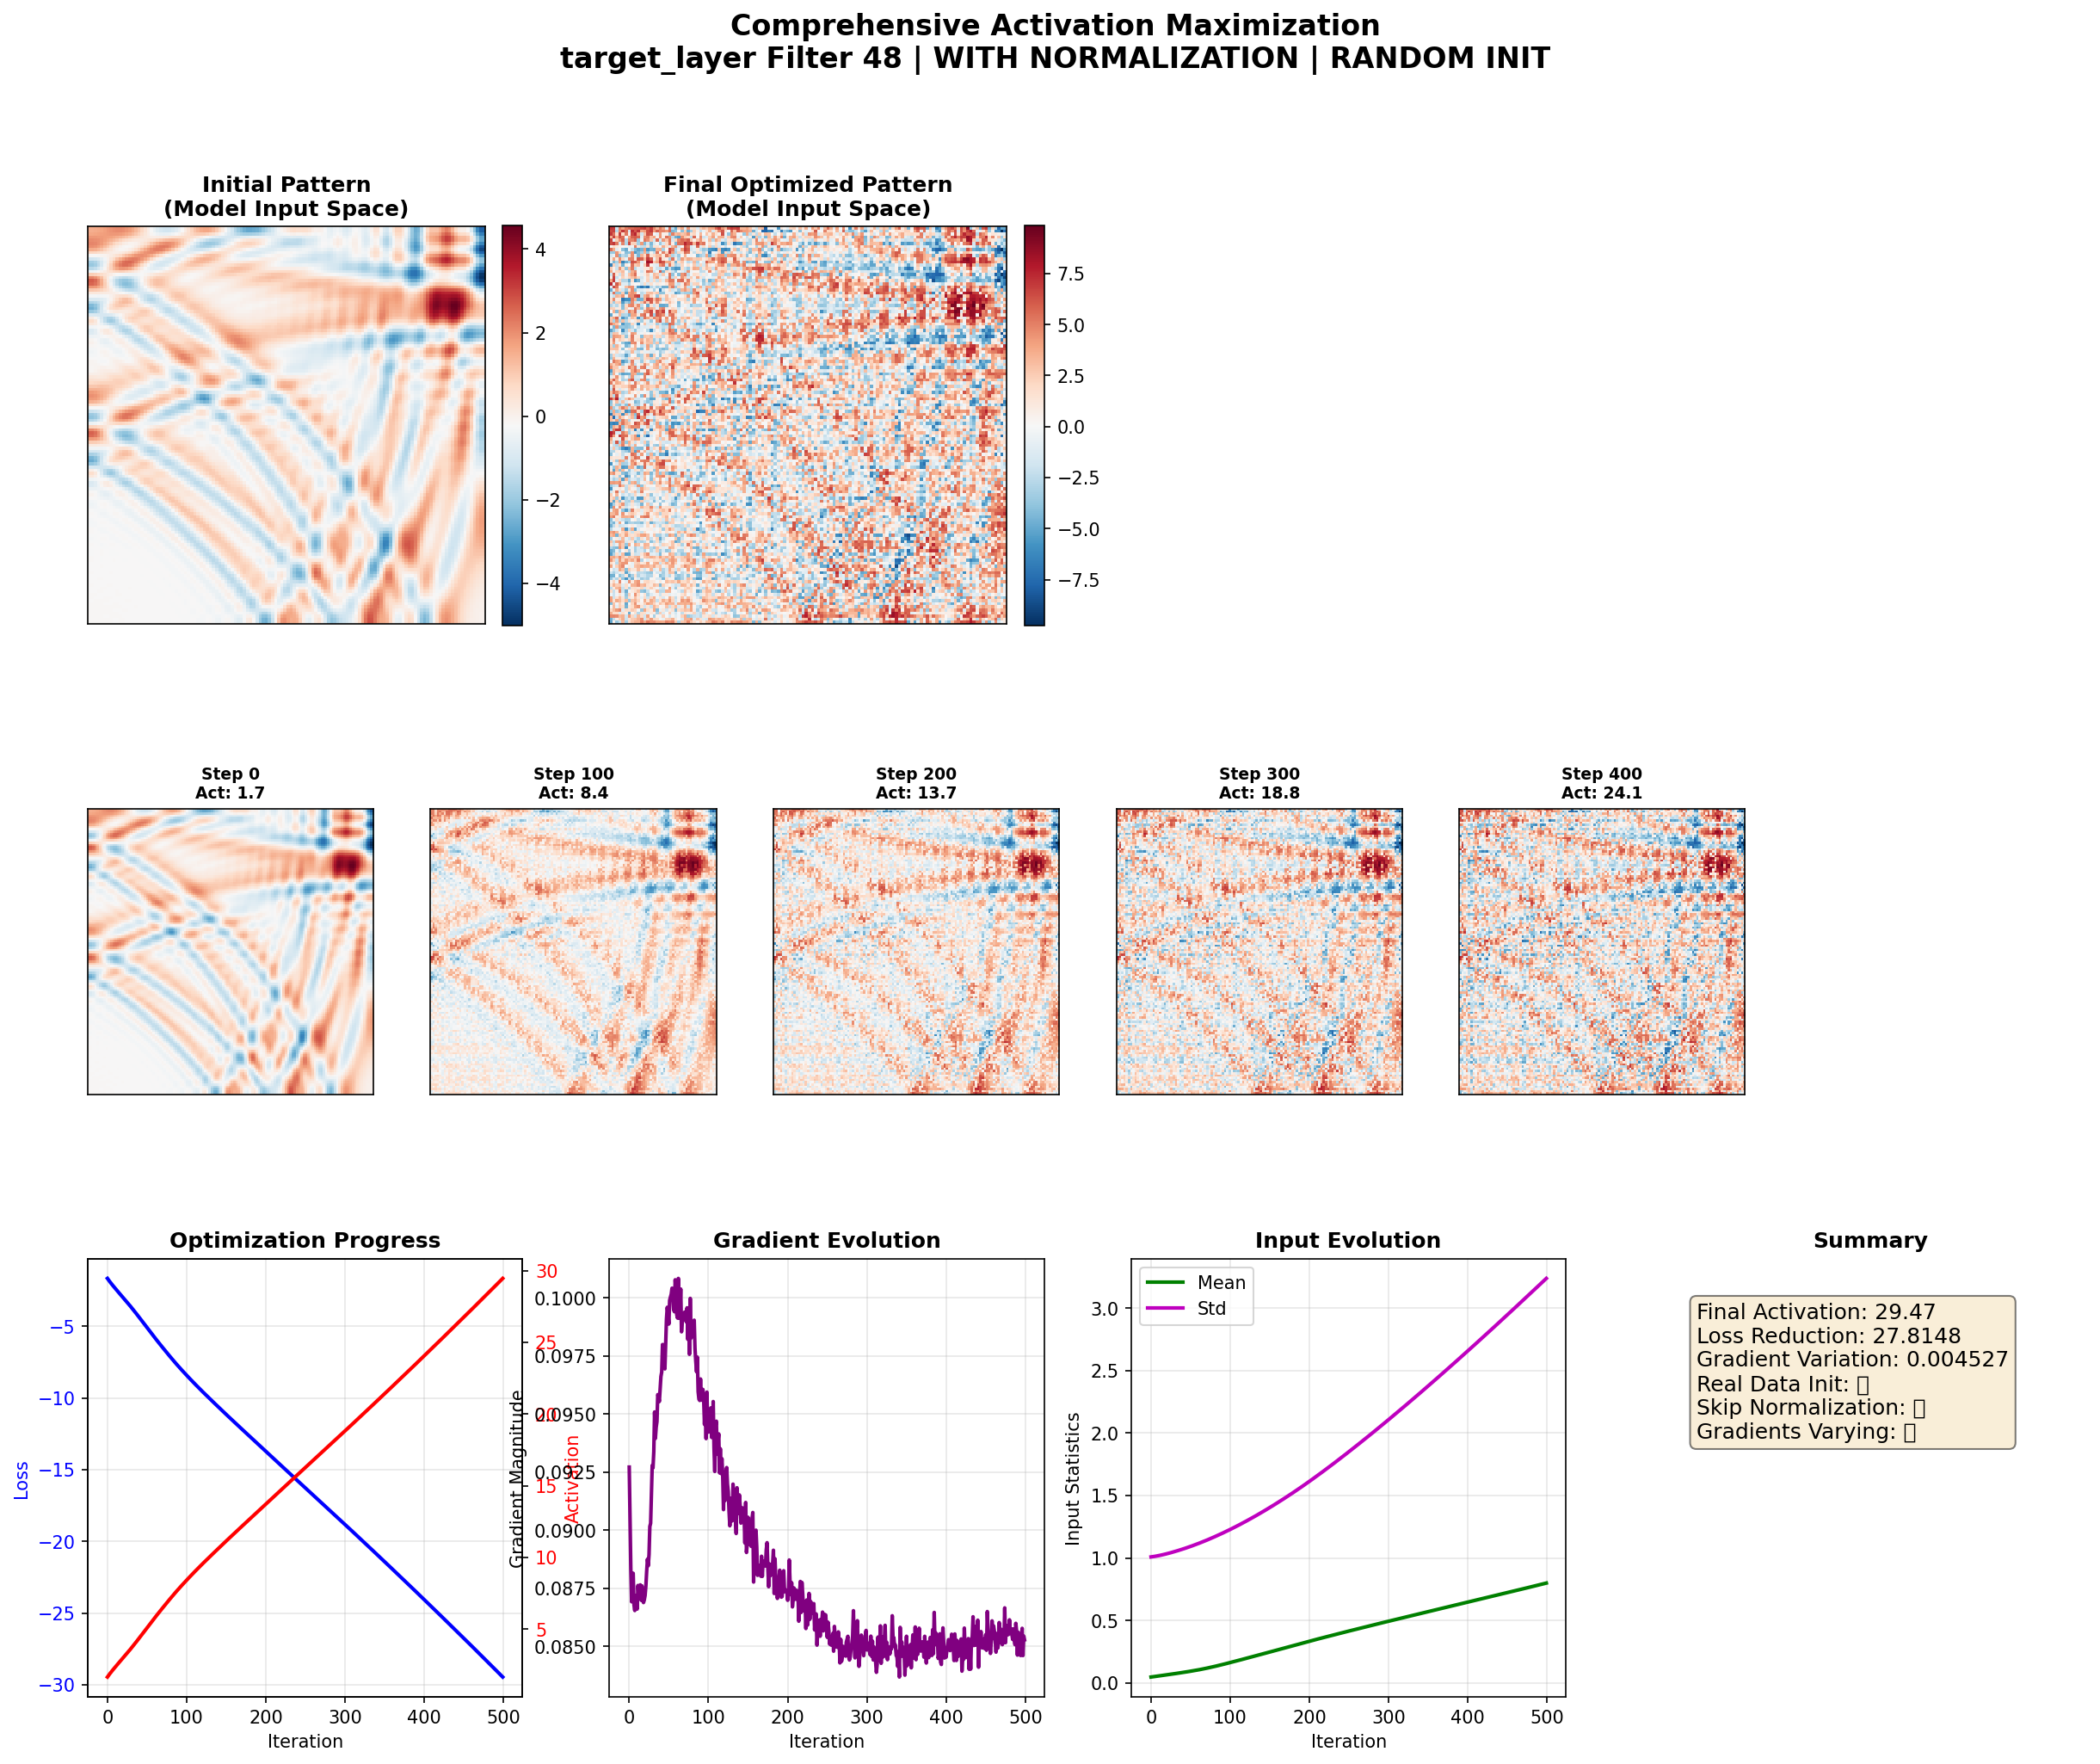 Comprehensive Activation Maximization
target_layer Filter 48 | WITH NORMALIZATION | RANDOM INIT
Initial Pattern
(Model Input Space)
4
2
0
−2
−4
Final Optimized Pattern
(Model Input Space)
7.5
5.0
2.5
0.0
−2.5
−5.0
−7.5
Step 0
Act: 1.7
Step 100
Act: 8.4
Step 200
Act: 13.7
Step 300
Act: 18.8
Step 400
Act: 24.1
Optimization Progress
Loss
−5
−10
−15
−20
−25
−30
0 100 200 300 400 500
Iteration
30
25
20
15
10
5
Activation
Gradient Evolution
Gradient Magnitude
0.1000
0.0975
0.0950
0.0925
0.0900
0.0875
0.0850
0 100 200 300 400 500
Iteration
Input Evolution
Input Statistics
Mean
Std
3.0
2.5
2.0
1.5
1.0
0.5
0.0
0 100 200 300 400 500
Iteration
Summary
Final Activation: 29.47
Loss Reduction: 27.8148
Gradient Variation: 0.004527
Real Data Init:
Skip Normalization:
Gradients Varying: